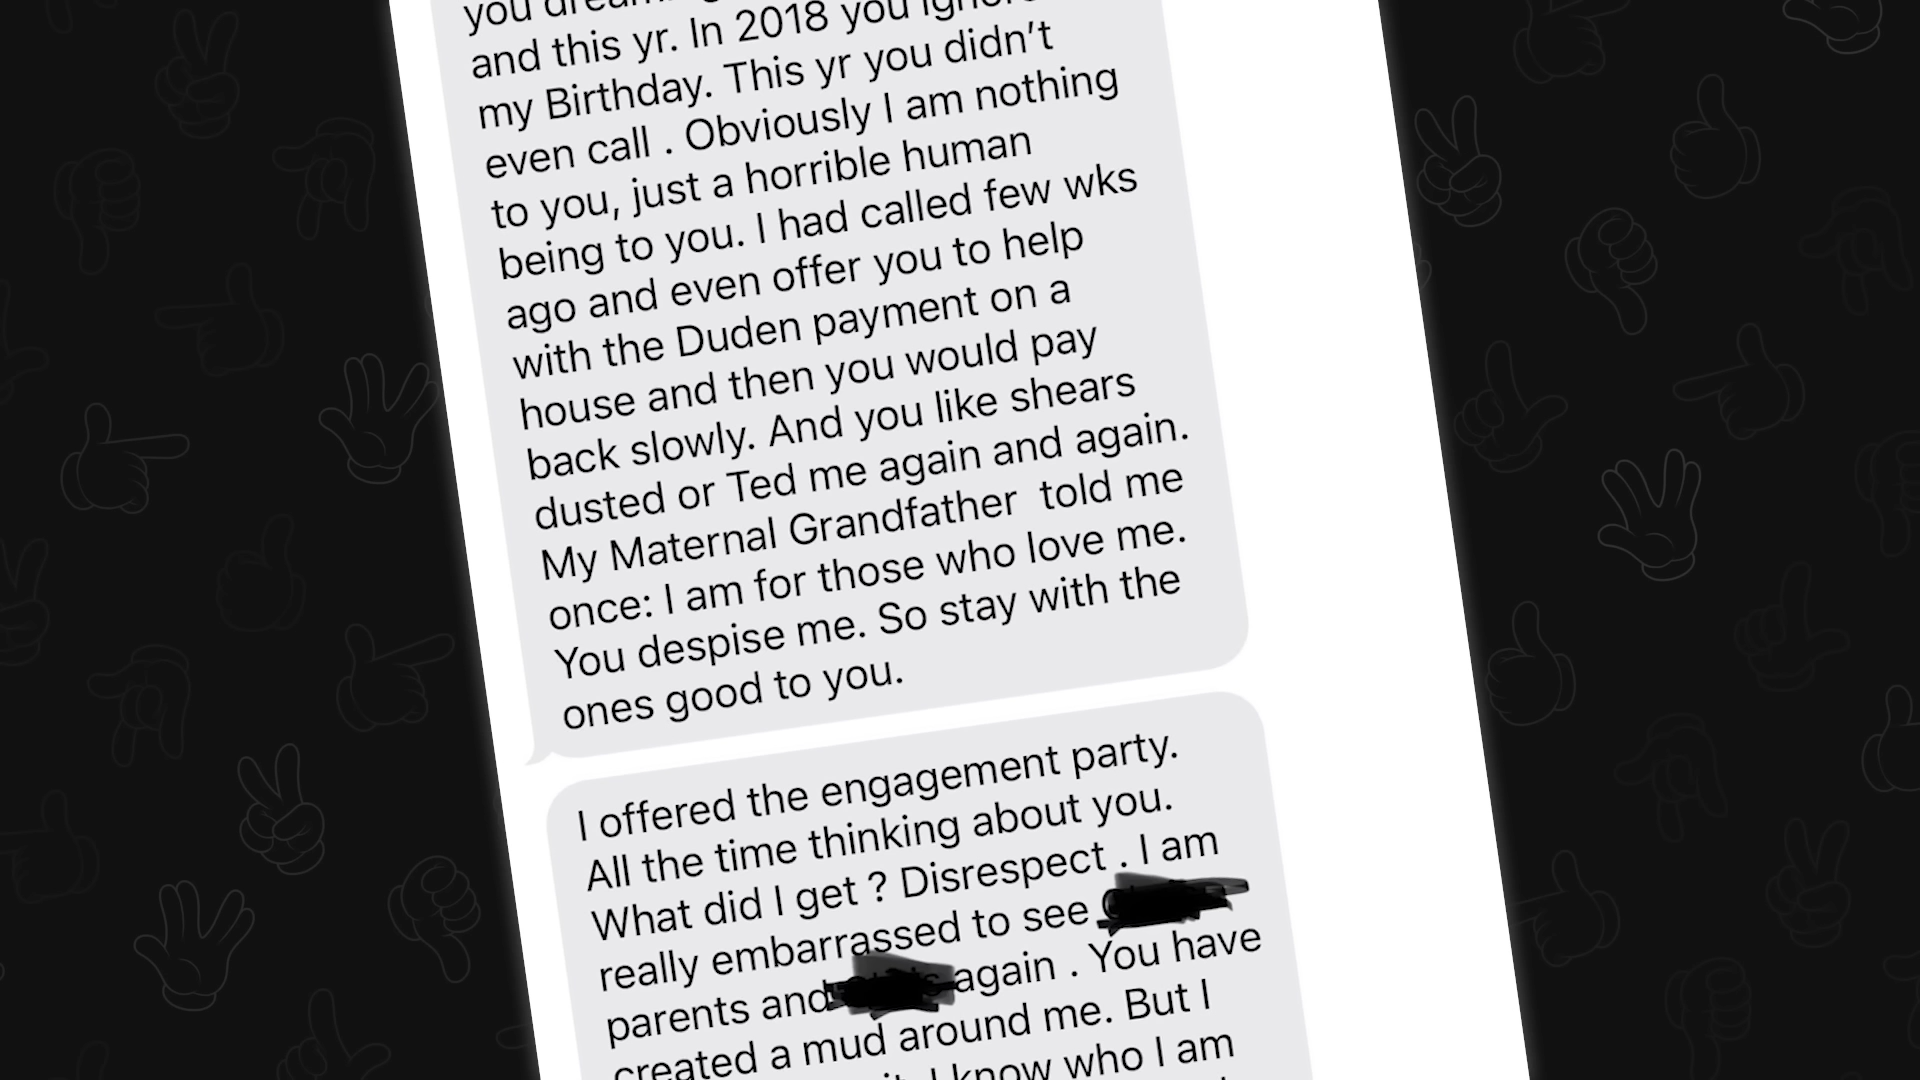 and this yr. In 2018 you
my Birthday. This yr you didn't
even call . Obviously I am nothing
to you, just a horrible human
being to you. I had called few wks
ago and even offer you to help
with the Duden payment on a
house and then you would pay
back slowly. And you like shears
dusted or Ted me again and again.
My Maternal Grandfather  told me
once: I am for those who love me.
You despise me. So stay with the
ones good to you.
I offered the engagement party.
All the time thinking about you.
What did I get ? Disrespect . I am
really embarrassed to see
parents and again . You have
created a mud around me. But I
I know who I am